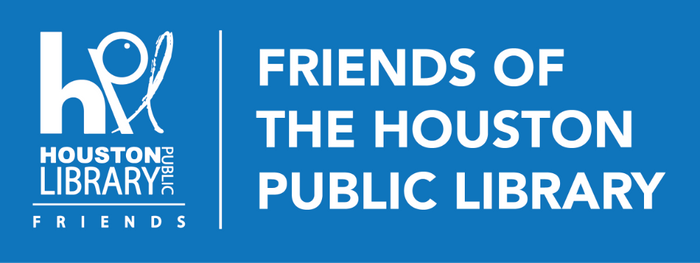 hpl
HOUSTON PUBLIC
LIBRARY
FRIENDS
FRIENDS OF
THE HOUSTON
PUBLIC LIBRARY